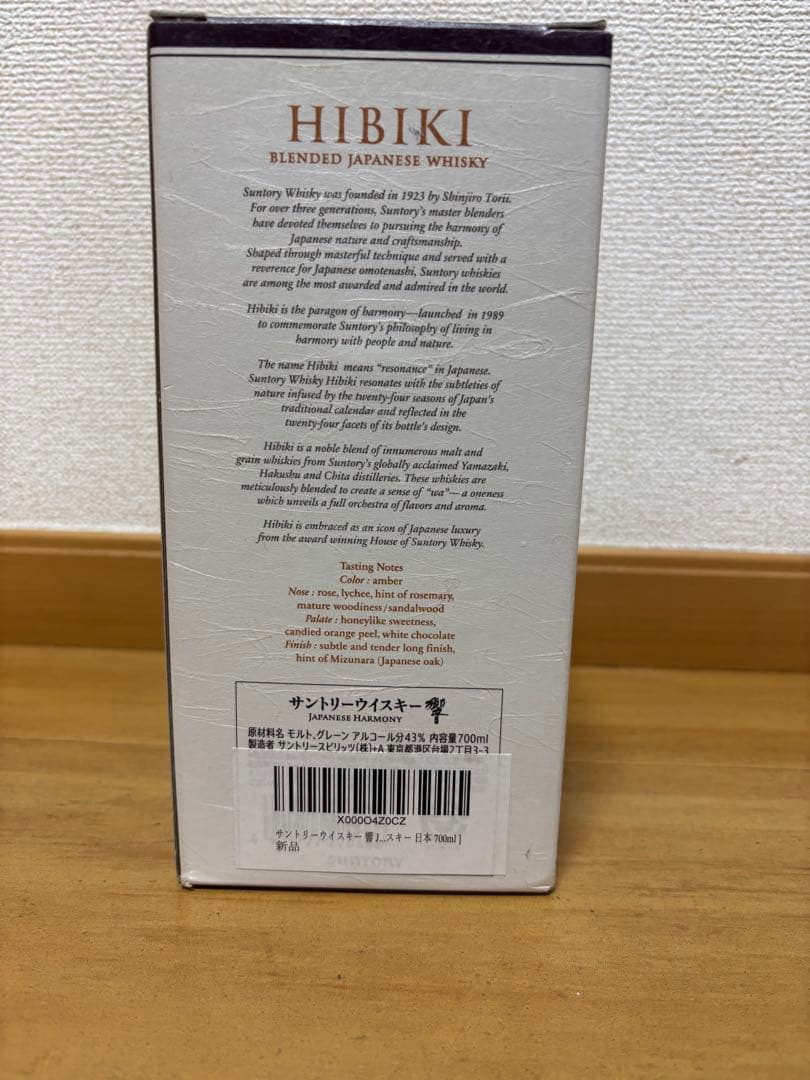 HIBIKI
BLENDED JAPANESE WHISKY
Suntory Whisky was founded in 1923 by Shinjiro Torii.
For over three generations, Suntory's master blenders
have devoted themselves to pursuing the harmony of
Japanese nature and craftsmanship.
Shaped through masterful technique and served with a
reverence for Japanese omotenashi, Suntory whiskies
are among the most awarded and admired in the world.
Hibiki is the paragon of harmony—launched in 1989
to commemorate Suntory's philosophy of living in
harmony with people and nature.
The name Hibiki means "resonance" in Japanese.
Suntory Whisky Hibiki resonates with the subtleties of
nature infused by the twenty-four seasons of Japan's
traditional calendar and reflected in the
twenty-four facets of its bottle's design.
Hibiki is a noble blend of innumerous malt and
grain whiskies from Suntory's globally acclaimed Yamazaki,
Hakushu and Chita distilleries. These whiskies are
meticulously blended to create a sense of "wa"— a oneness
which unveils a full orchestra of flavors and aroma.
Hibiki is embraced as an icon of Japanese luxury
from the award winning House of Suntory Whisky.
Tasting Notes
Color : amber
Nose : rose, lychee, hint of rosemary,
mature woodiness/sandalwood
Palate : honeylike sweetness,
candied orange peel, white chocolate
Finish : subtle and tender long finish,
hint of Mizunara (Japanese oak)
サントリーウイスキー 響
JAPANESE HARMONY
原材料名 モルト、グレーン アルコール分43% 内容量700ml
製造者 サントリースピリッツ(株)+A 東京都港区台場2丁目3-3
X000O4Z0CZ
サントリーウイスキー 響 J...スキー 日本 700ml ]
新品